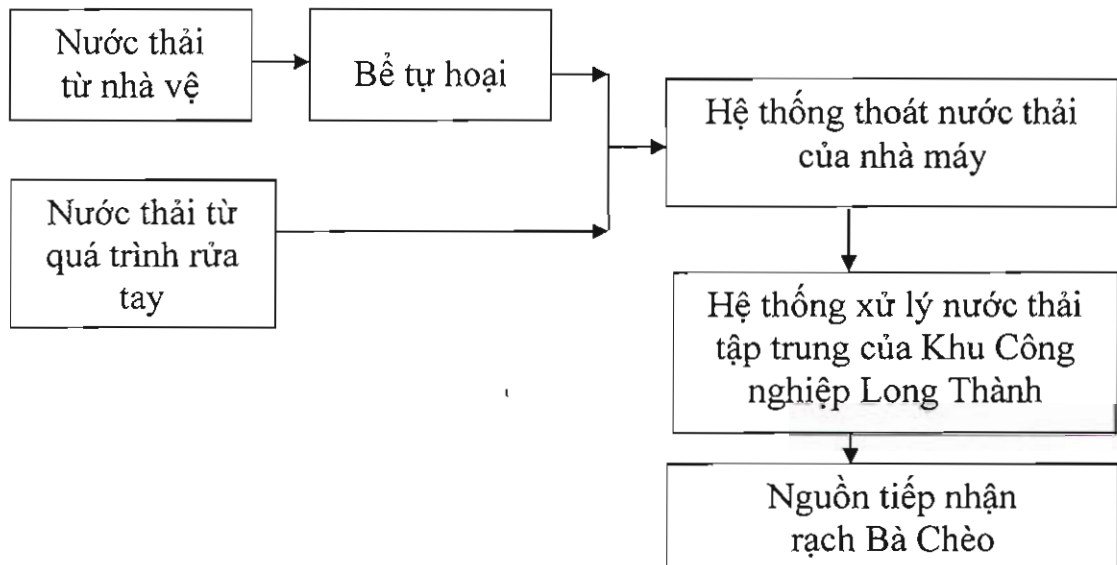 Nước thải
từ nhà vệ
Bể tự hoại
Nước thải từ
quá trình rửa
tay
Hệ thống thoát nước thải
của nhà máy
Hệ thống xử lý nước thải
tập trung của Khu Công
nghiệp Long Thành
Nguồn tiếp nhận
rạch Bà Chèo